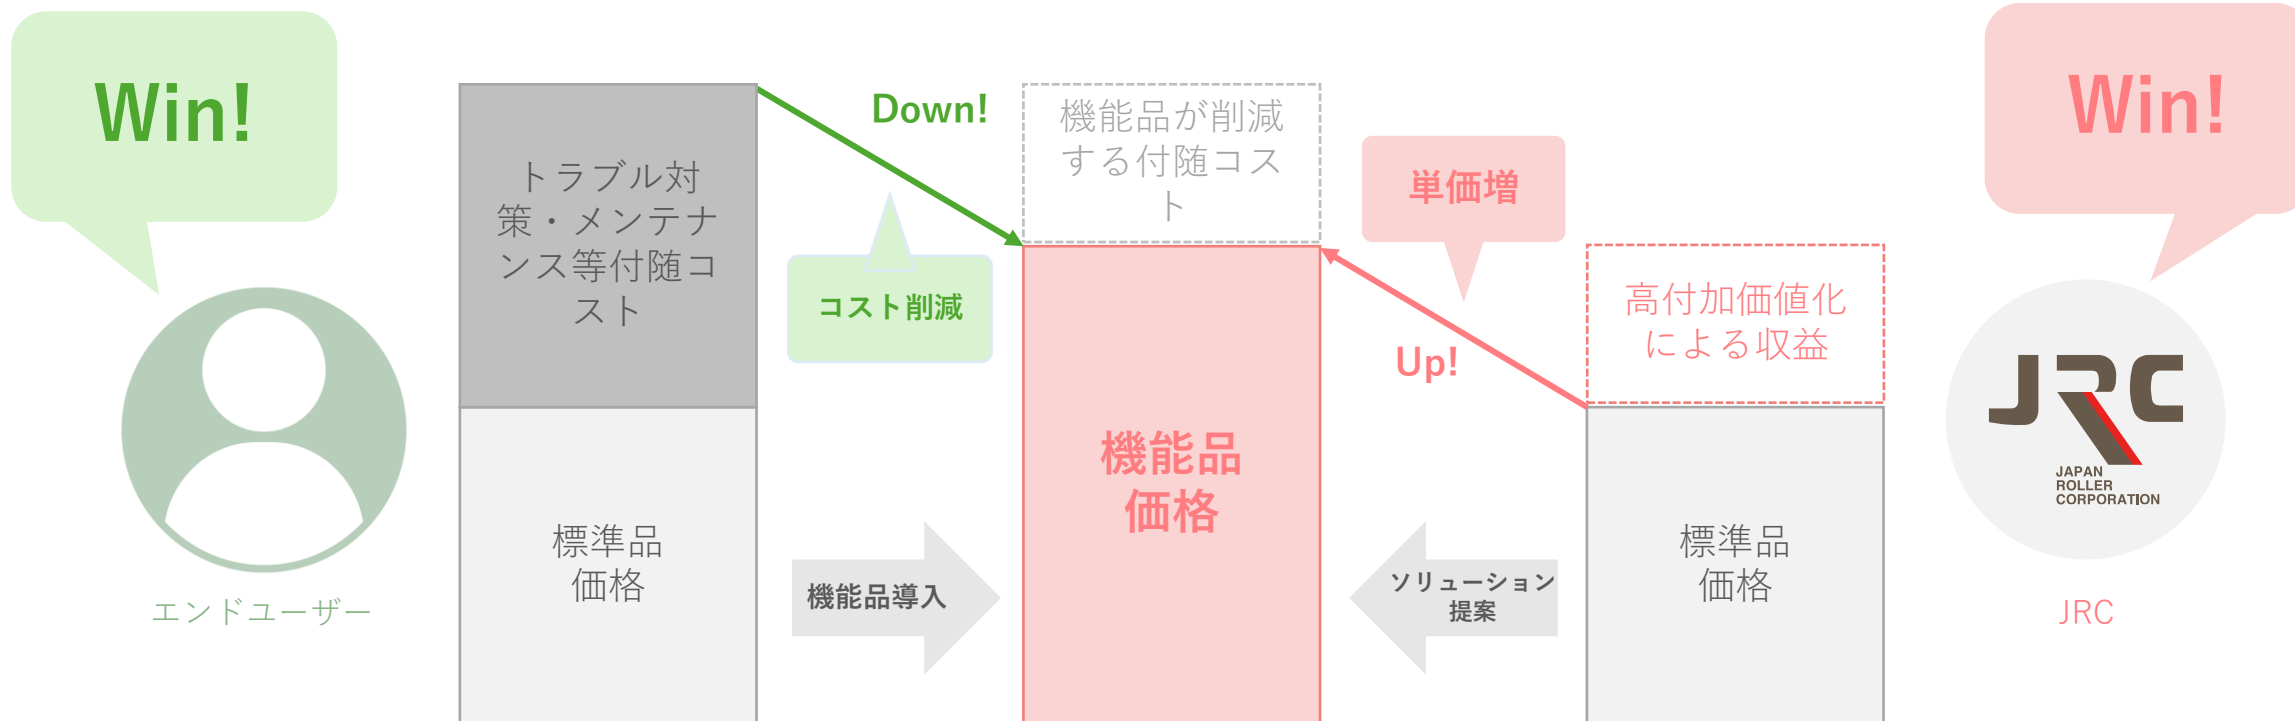 Win!
エンドユーザー
トラブル対
策・メンテナ
ンス等付随コ
スト
標準品
価格
Down!
コスト削減
機能品導入
機能品が削減
する付随コス
ト
機能品
価格
単価増
Up!
ソリューション
提案
高付加価値化
による収益
標準品
価格
Win!
JRC
JAPAN
ROLLER
CORPORATION
JRC